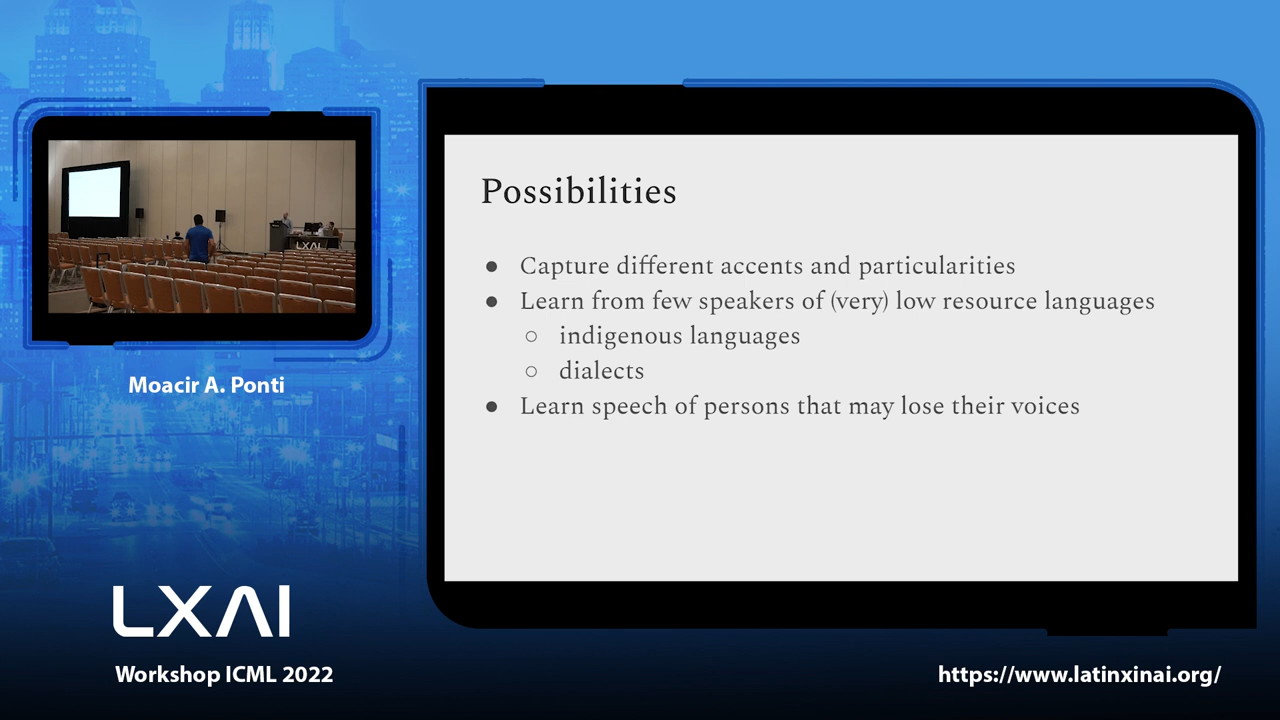 Possibilities
● Capture different accents and particularities
● Learn from few speakers of (very) low resource languages
○ indigenous languages
○ dialects
● Learn speech of persons that may lose their voices
LXAI
Moacir A. Ponti
LXAI
Workshop ICML 2022
https://www.latinxinai.org/